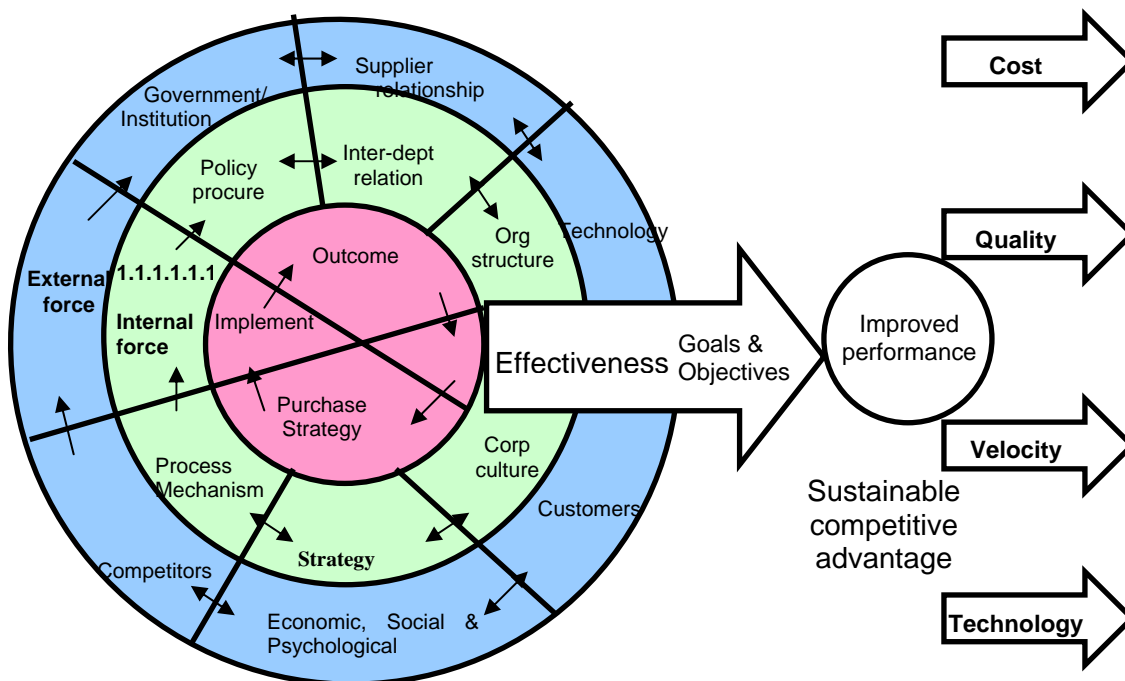 Supplier
relationship
Government/
Institution
Policy
procure
Inter-dept
relation
Org
structure
Technology
External
force
1.1.1.1.1.1
Internal
force
Outcome
Implement
Purchase
Strategy
Process
Mechanism
Strategy
Corp
culture
Customers
Competitors
Economic, Social &
Psychological
Effectiveness
Goals &
Objectives
Improved
performance
Sustainable
competitive
advantage
Cost
Quality
Velocity
Technology